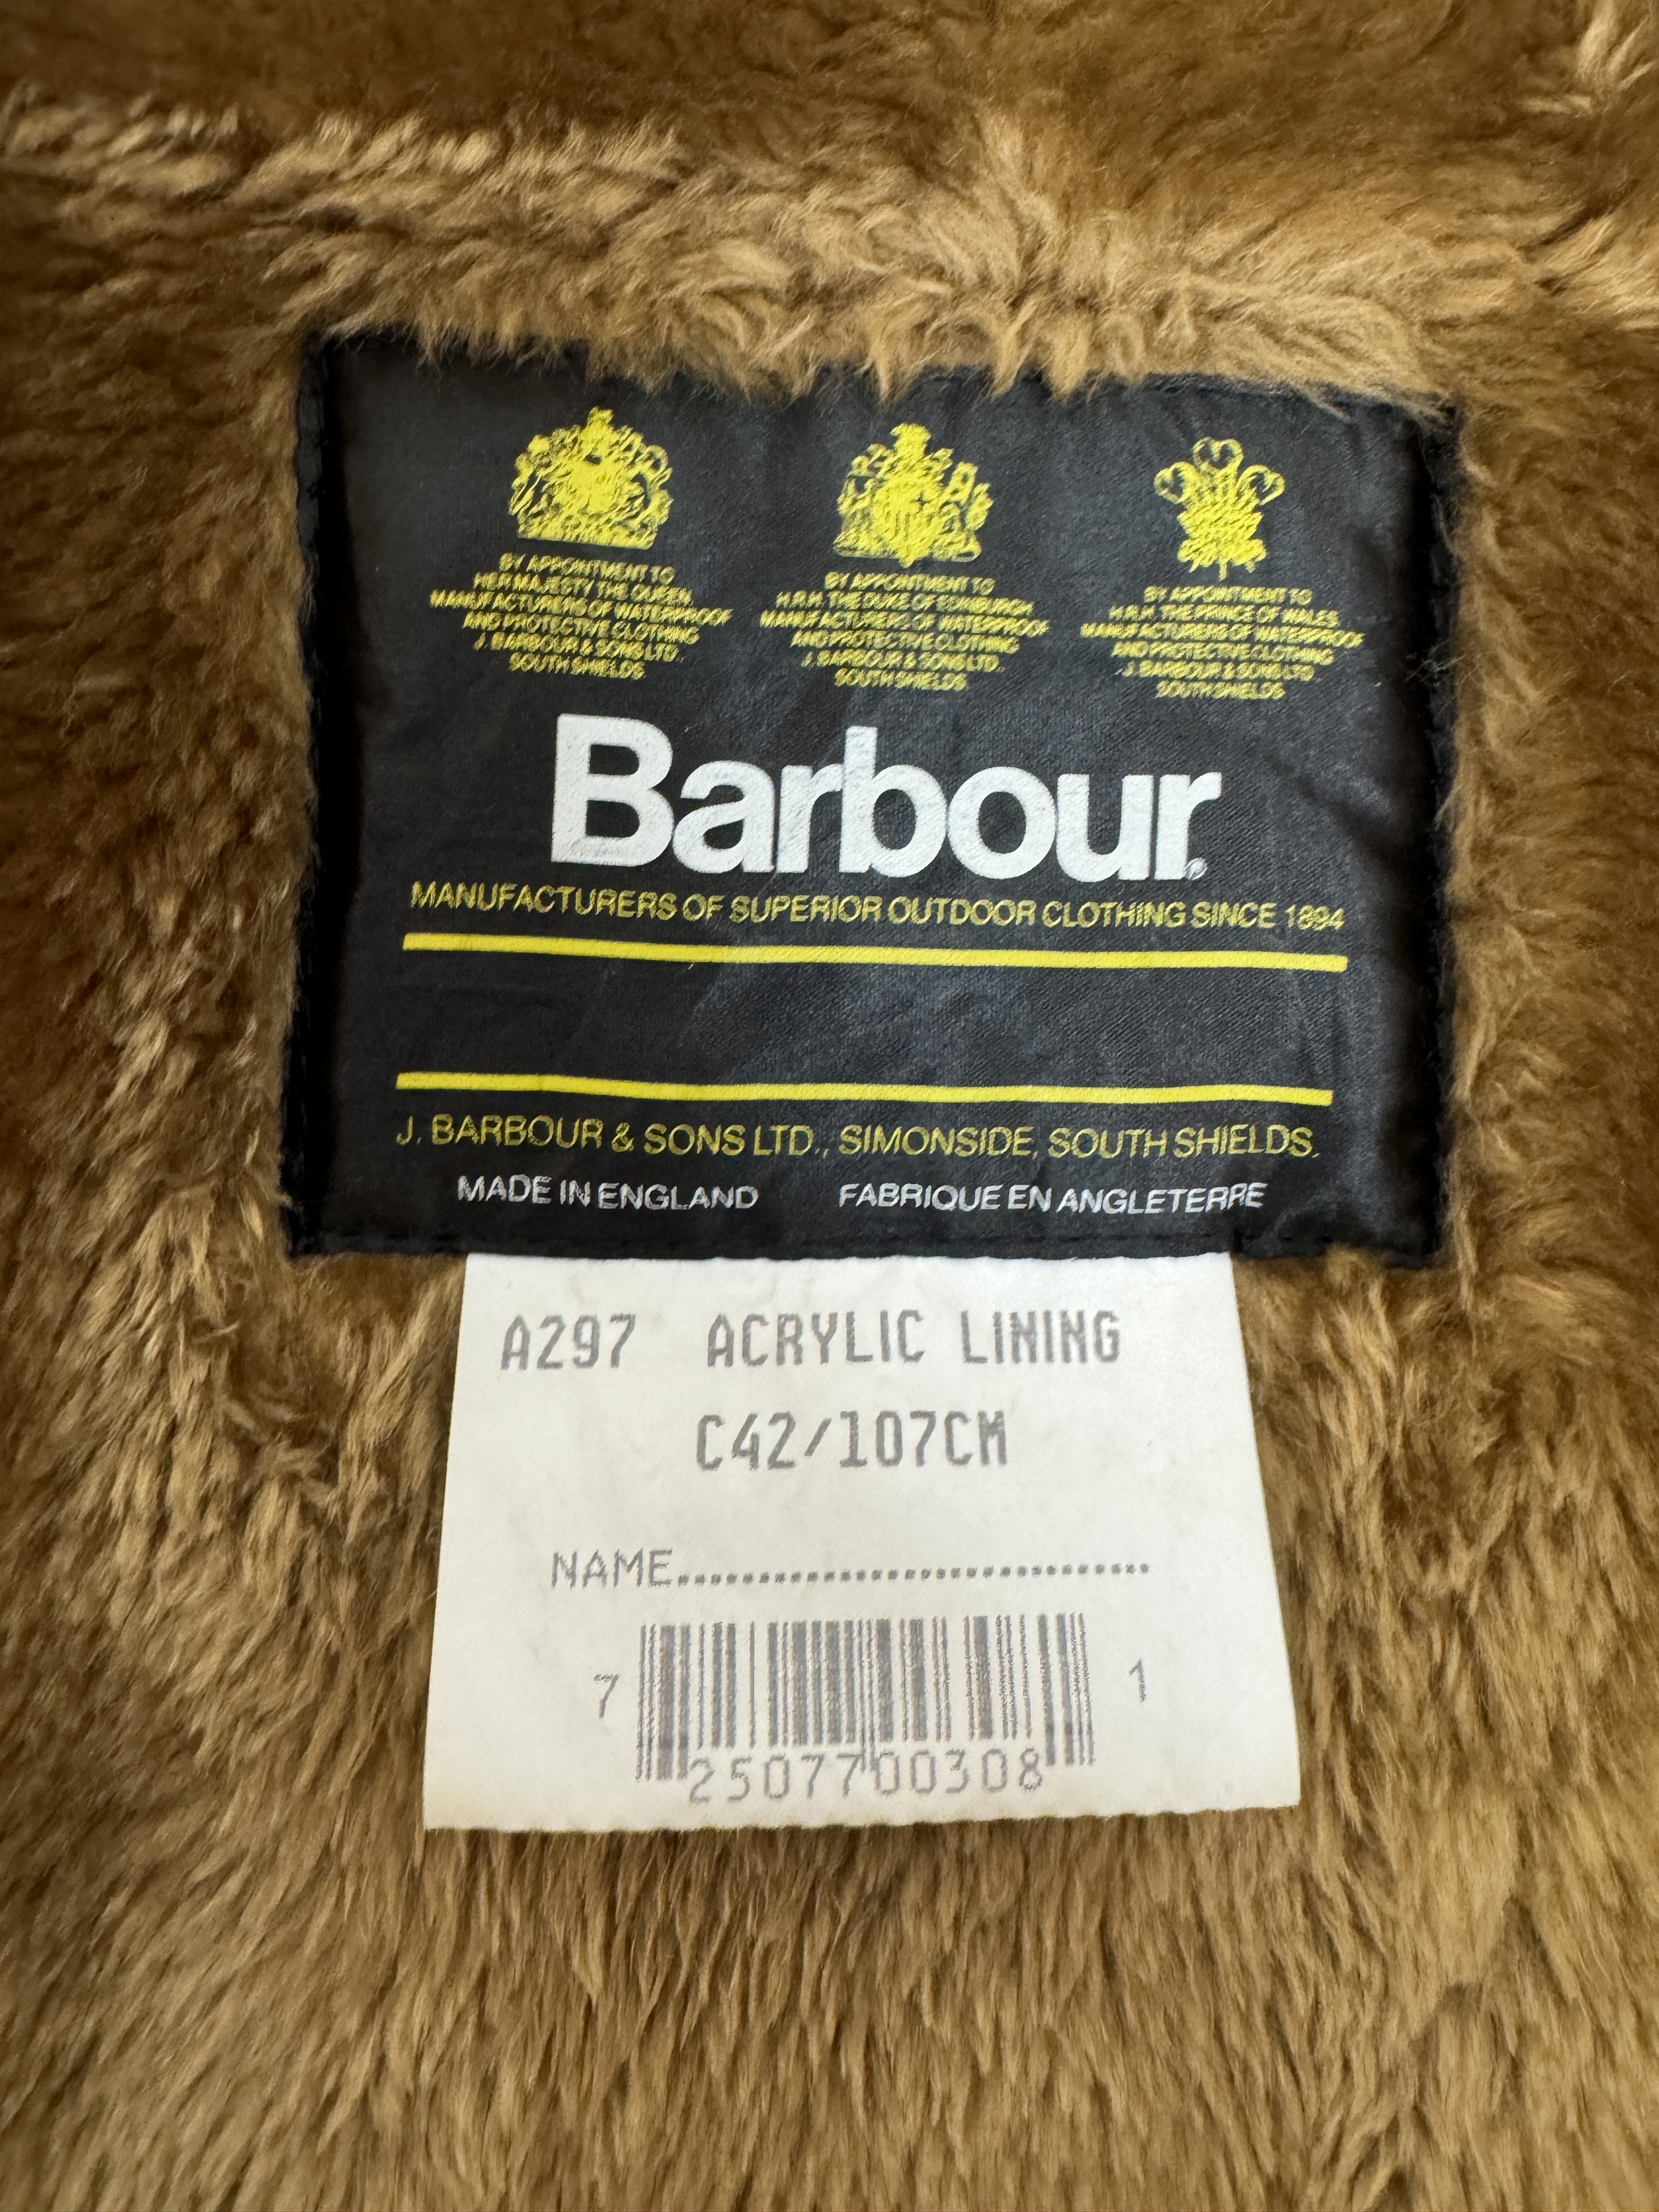 BY APPOINTMENT TO
HER MAJESTY THE QUEEN
MANUFACTURERS OF WATERPROOF
AND PROTECTIVE CLOTHING
J. BARBOUR & SONS LTD.,
SOUTH SHIELDS.
BY APPOINTMENT TO
H.R.H. THE DUKE OF EDINBURGH
MANUFACTURERS OF WATERPROOF
AND PROTECTIVE CLOTHING
J. BARBOUR & SONS LTD.
SOUTH SHIELDS.
BY APPOINTMENT TO
H.R.H. THE PRINCE OF WALES
MANUFACTURERS OF WATERPROOF
AND PROTECTIVE CLOTHING
J. BARBOUR & SONS LTD.
SOUTH SHIELDS.
Barbour®
MANUFACTURERS OF SUPERIOR OUTDOOR CLOTHING SINCE 1894
J. BARBOUR & SONS LTD., SIMONSIDE, SOUTH SHIELDS.
MADE IN ENGLAND FABRIQUE EN ANGLETERRE
A297 ACRYLIC LINING
C42/107CM
NAME..............................
7 2507700308 1